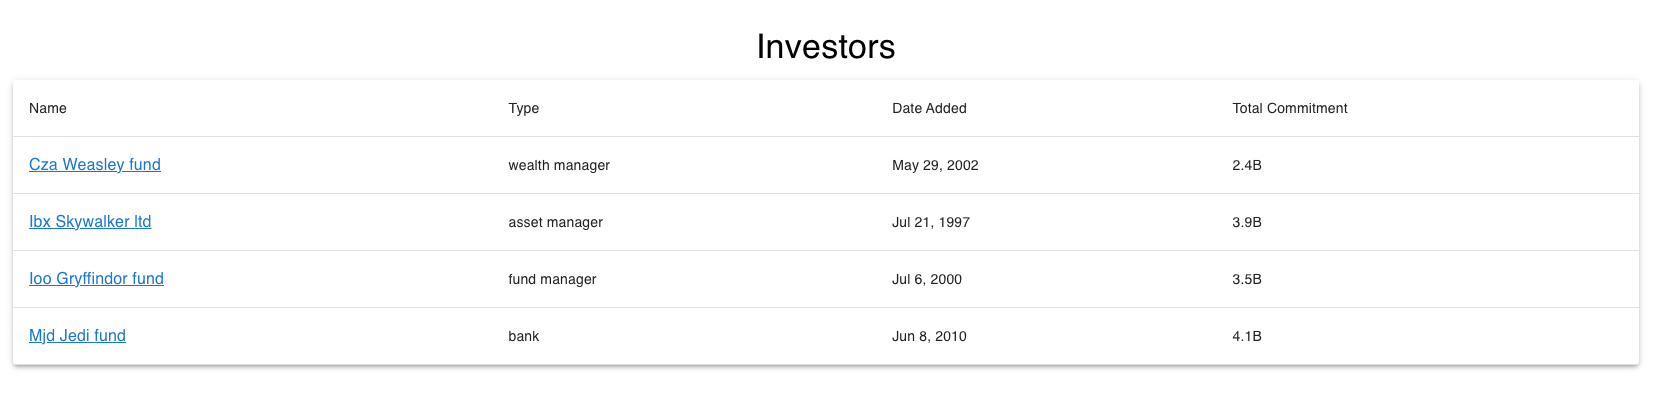 Investors
Name Type Date Added Total Commitment
Cza Weasley fund wealth manager May 29, 2002 2.4B
Ibx Skywalker ltd asset manager Jul 21, 1997 3.9B
Ioo Gryffindor fund fund manager Jul 6, 2000 3.5B
Mjd Jedi fund bank Jun 8, 2010 4.1B